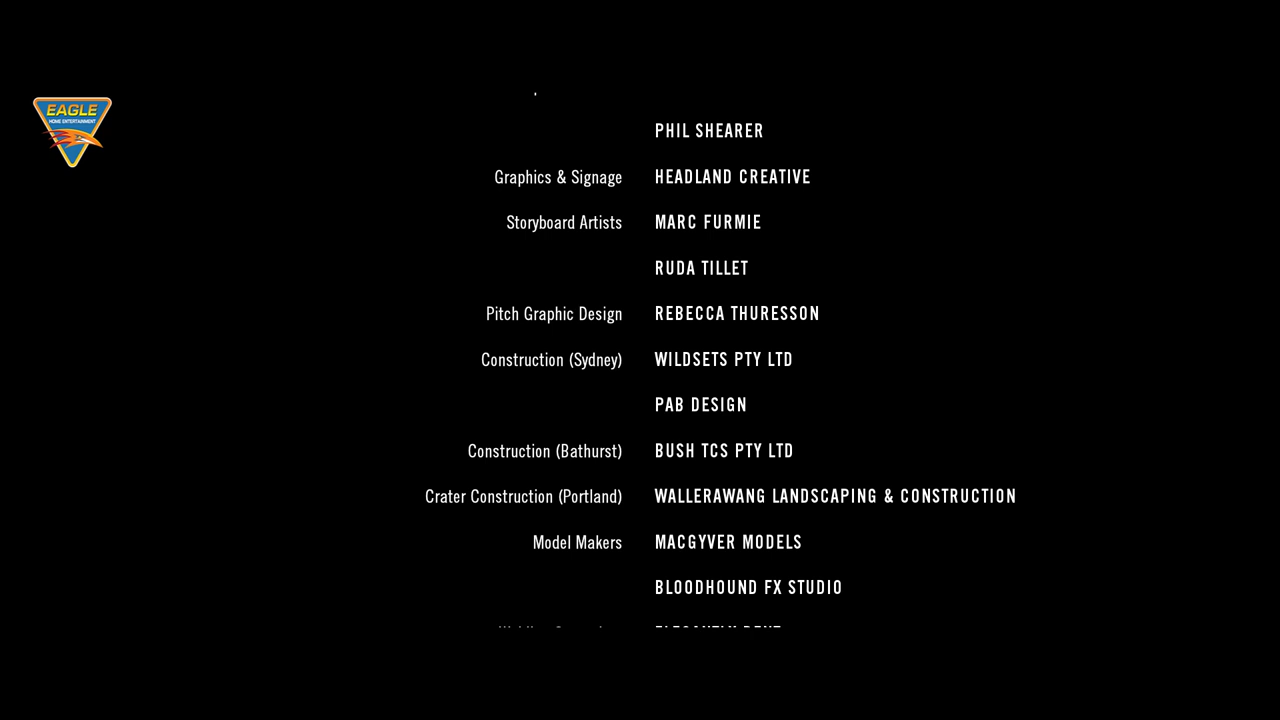 EAGLE
HOME ENTERTAINMENT
PHIL SHEARER
Graphics & Signage HEADLAND CREATIVE
Storyboard Artists MARC FURMIE
RUDA TILLET
Pitch Graphic Design REBECCA THURESSON
Construction (Sydney) WILDSETS PTY LTD
PAB DESIGN
Construction (Bathurst) BUSH TCS PTY LTD
Crater Construction (Portland) WALLERAWANG LANDSCAPING & CONSTRUCTION
Model Makers MACGYVER MODELS
BLOODHOUND FX STUDIO